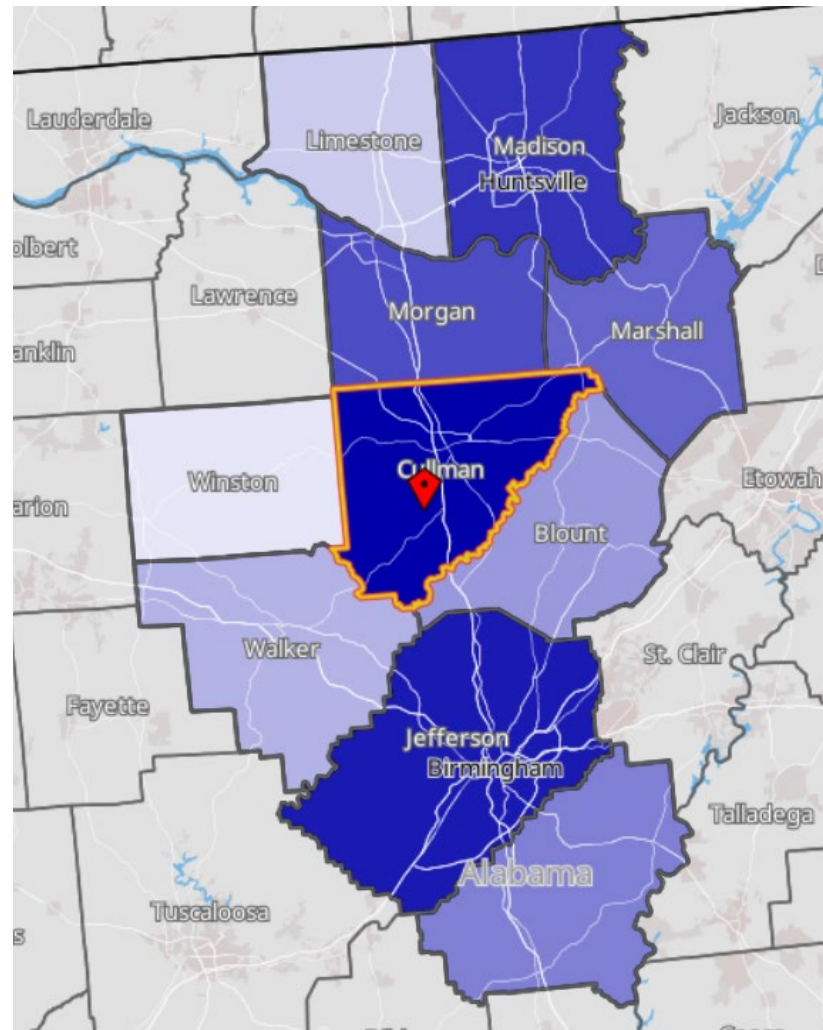 Lauderdale
Limestone
Madison
Jackson
Huntsville
olbert
Lawrence
Morgan
Marshall
anklin
Cullman
Winston
Etowah
arion
Blount
Walker
St. Clair
Fayette
Jefferson
Birmingham
Talladega
Alabama
Tuscaloosa
s